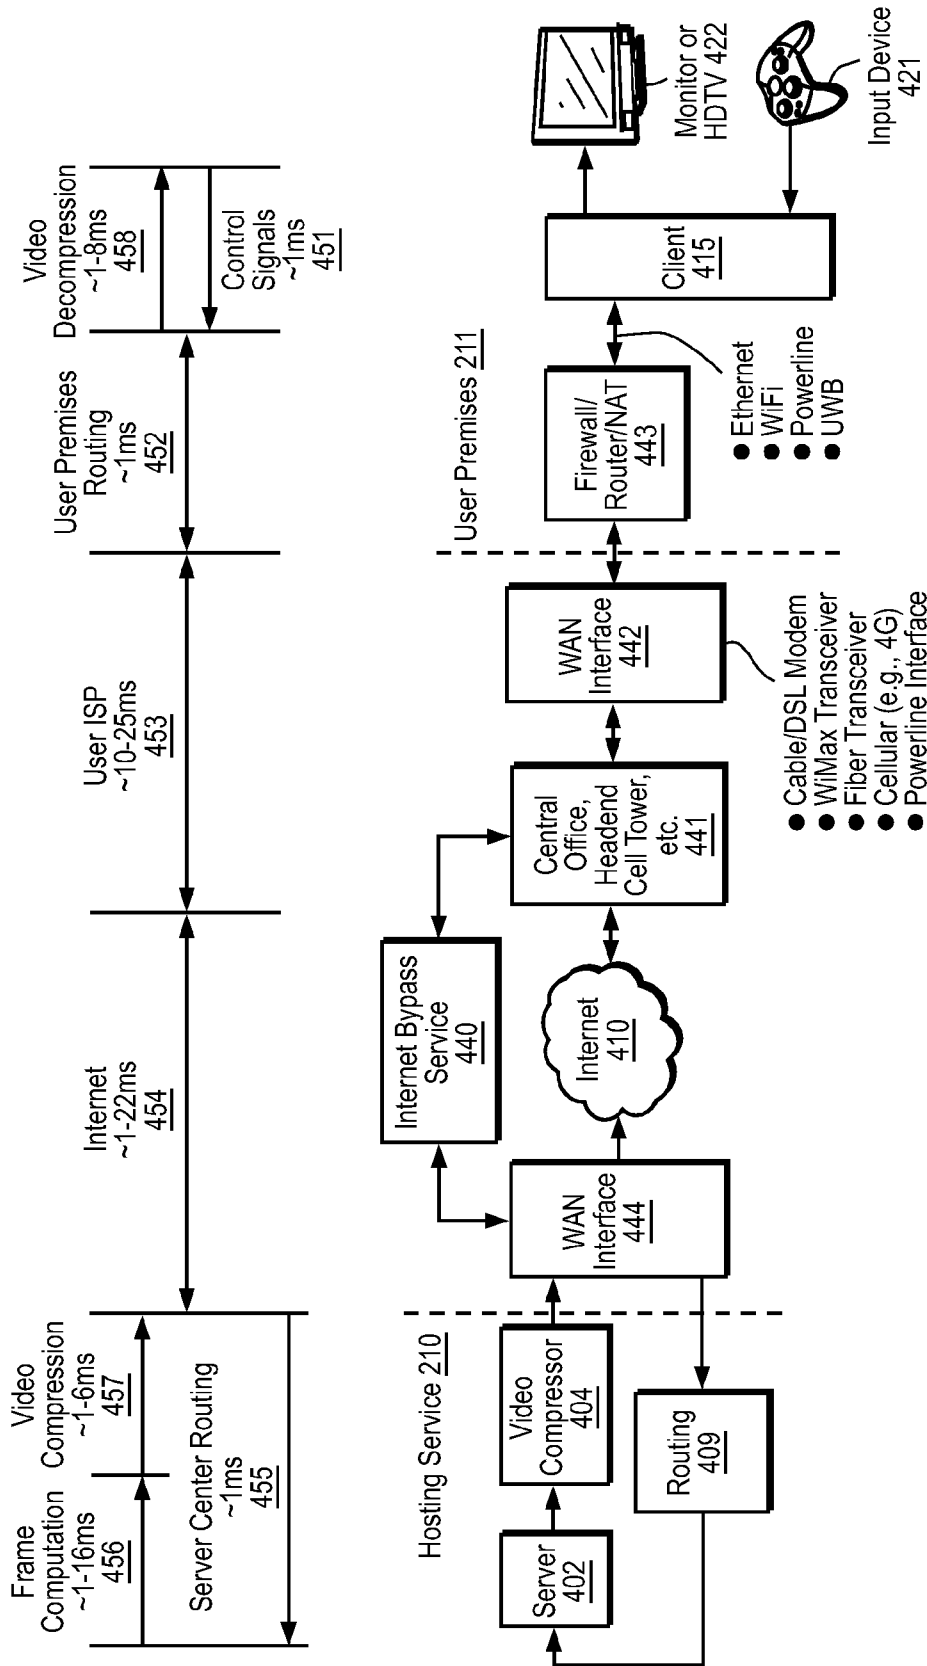 Frame
Computation
~1-16ms
456
Video
Compression
~1-6ms
457
Server Center Routing
~1ms
455
Internet
~1-22ms
454
User ISP
~10-25ms
453
User Premises
Routing
~1ms
452
Video
Decompression
~1-8ms
458
Control
Signals
~1ms
451
Hosting Service 210
Server
402
Video
Compressor
404
Routing
409
WAN
Interface
444
Internet Bypass
Service
440
Internet
410
Central
Office,
Headend
Cell Tower,
etc.
441
WAN
Interface
442
Cable/DSL Modem
WiMax Transceiver
Fiber Transceiver
Cellular (e.g., 4G)
Powerline Interface
User Premises 211
Firewall/
Router/NAT
443
Ethernet
WiFi
Powerline
UWB
Client
415
Monitor or
HDTV 422
Input Device
421